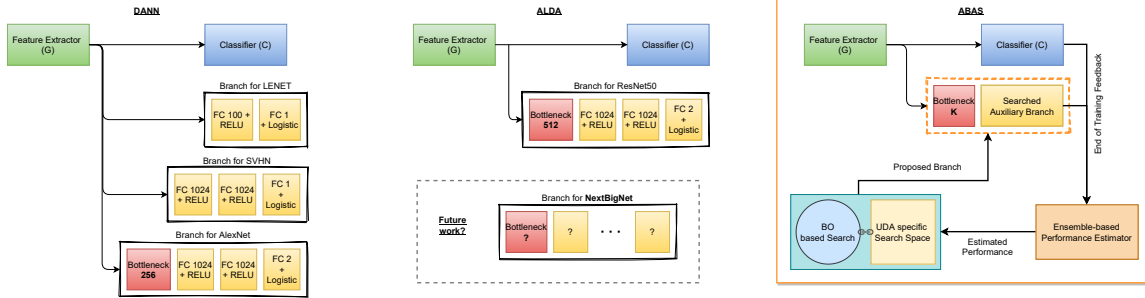 DANN
Feature Extractor
(G)
Classifier (C)
Branch for LENET
FC 100 +
RELU
FC 1
+ Logistic
Branch for SVHN
FC 1024
+ RELU
FC 1024
+ RELU
FC 1
+
Logistic
Branch for AlexNet
Bottleneck
256
FC 1024
+ RELU
FC 1024
+ RELU
FC 2
+
Logistic
ALDA
Feature Extractor
(G)
Classifier (C)
Branch for ResNet50
Bottleneck
512
FC 1024
+ RELU
FC 1024
+ RELU
FC 2
+
Logistic
Future
work?
Branch for NextBigNet
Bottleneck
?
?
. . .
?
ABAS
Feature Extractor
(G)
Classifier (C)
Bottleneck
K
Searched
Auxiliary Branch
End of Training Feedback
Proposed Branch
BO
based Search
UDA specific
Search Space
Estimated
Performance
Ensemble-based
Performance Estimator